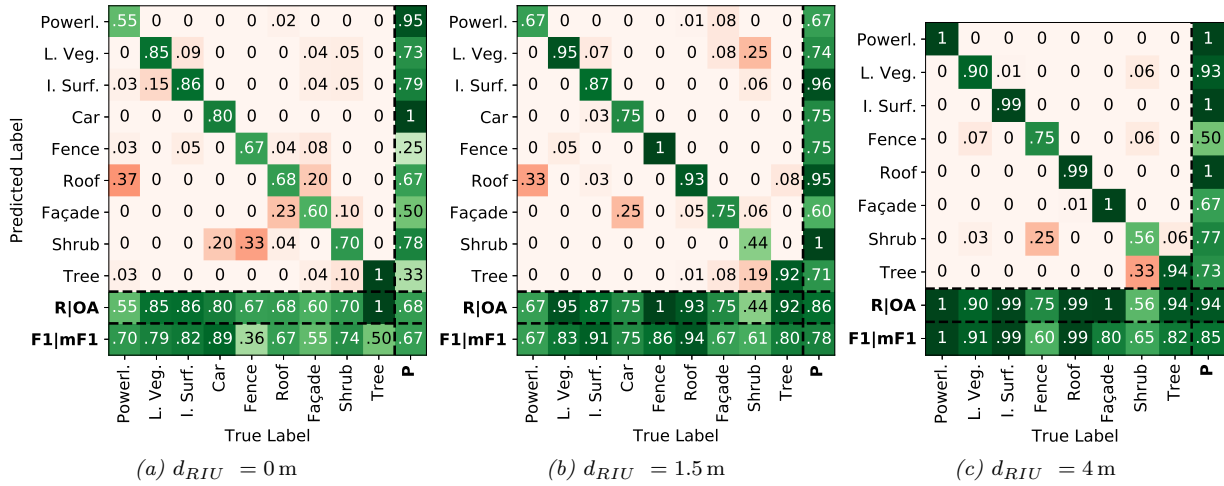 Predicted Label
Powerl. .55 0 0 0 0 .02 0 0 0 .95
L. Veg. 0 .85 .09 0 0 0 .04 .05 0 .73
I. Surf. .03 .15 .86 0 0 0 .04 .05 0 .79
Car 0 0 0 .80 0 0 0 0 0 1
Fence .03 0 .05 0 .67 .04 .08 0 0 .25
Roof .37 0 0 0 0 .68 .20 0 0 .67
Façade 0 0 0 0 0 .23 .60 .10 0 .50
Shrub 0 0 0 .20 .33 .04 0 .70 0 .78
Tree .03 0 0 0 0 0 .04 .10 1 .33
R|OA .55 .85 .86 .80 .67 .68 .60 .70 1 .68
F1|mF1 .70 .79 .82 .89 .36 .67 .55 .74 .50 .67
Powerl. L. Veg. I. Surf. Car Fence Roof Façade Shrub Tree P
True Label
(a) d_RIU = 0 m
Powerl. .67 0 0 0 0 .01 .08 0 0 .67
L. Veg. 0 .95 .07 0 0 0 .08 .25 0 .74
I. Surf. 0 0 .87 0 0 0 0 .06 0 .96
Car 0 0 .03 .75 0 0 0 0 0 .75
Fence 0 .05 0 0 1 0 0 0 0 .75
Roof .33 0 .03 0 0 .93 0 0 .08 .95
Façade 0 0 0 .25 0 .05 .75 .06 0 .60
Shrub 0 0 0 0 0 0 0 .44 0 1
Tree 0 0 0 0 0 .01 .08 .19 .92 .71
R|OA .67 .95 .87 .75 1 .93 .75 .44 .92 .86
F1|mF1 .67 .83 .91 .75 .86 .94 .67 .61 .80 .78
Powerl. L. Veg. I. Surf. Car Fence Roof Façade Shrub Tree P
True Label
(b) d_RIU = 1.5 m
Powerl. 1 0 0 0 0 0 0 0 1
L. Veg. 0 .90 .01 0 0 0 .06 0 .93
I. Surf. 0 0 .99 0 0 0 0 0 1
Fence 0 .07 0 .75 0 0 .06 0 .50
Roof 0 0 0 0 .99 0 0 0 1
Façade 0 0 0 0 .01 1 0 0 .67
Shrub 0 .03 0 .25 0 0 .56 .06 .77
Tree 0 0 0 0 0 0 .33 .94 .73
R|OA 1 .90 .99 .75 .99 1 .56 .94 .94
F1|mF1 1 .91 .99 .60 .99 .80 .65 .82 .85
Powerl. L. Veg. I. Surf. Fence Roof Façade Shrub Tree P
True Label
(c) d_RIU = 4 m